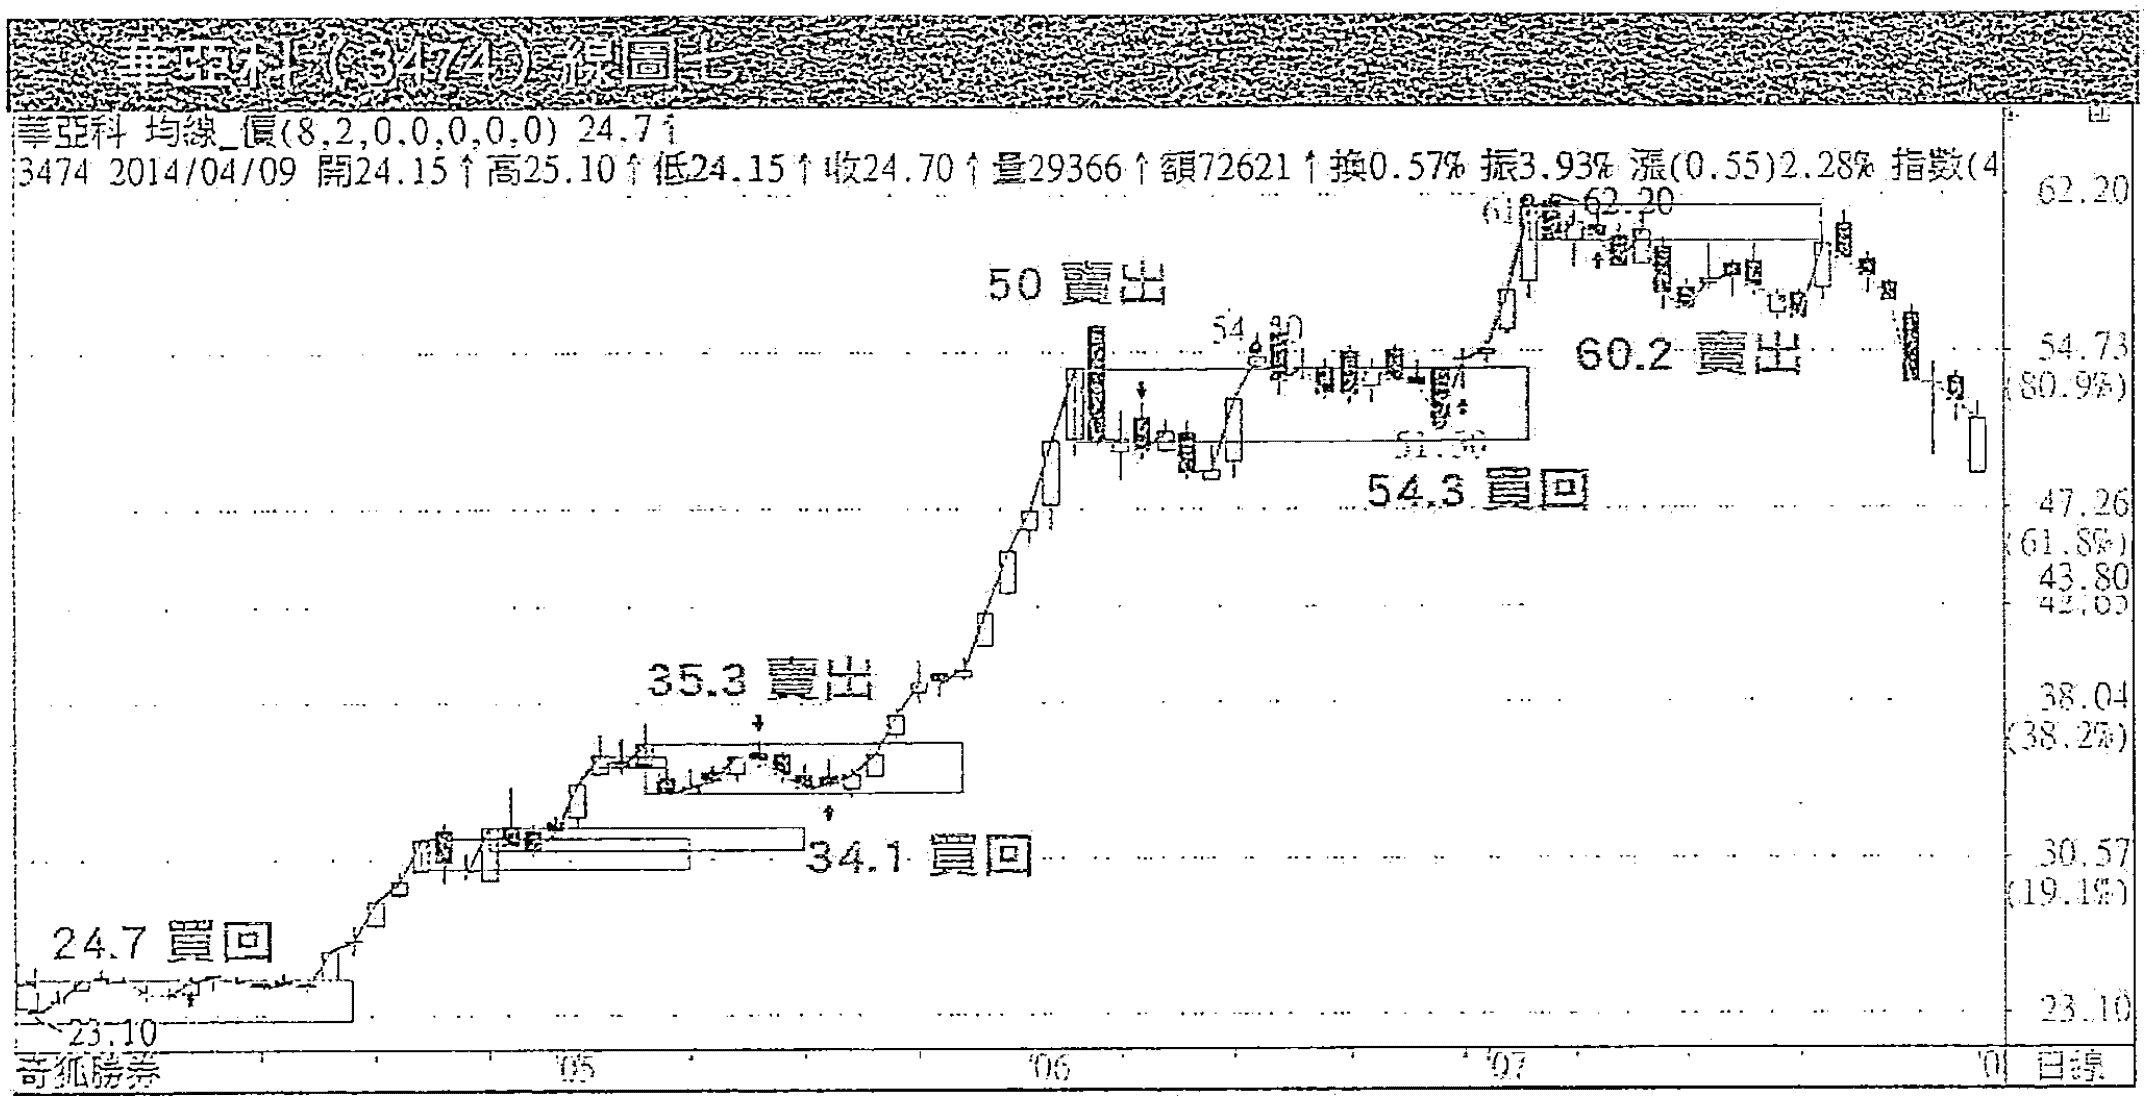 華亞科（3474）線圖七
華亞科 均線_價(8,2,0,0,0,0,0) 24.7↑
3474 2014/04/09 開24.15↑高25.10↑低24.15↑收24.70↑量29366↑額72621↑換0.57% 振3.93% 漲(0.55)2.28% 指數(4
62.20
62.20
50 賣出
54.73
(80.9%)
60.2 賣出
54.3 買回
47.26
(61.8%)
43.80
42.65
35.3 賣出
38.04
(38.2%)
34.1 買回
30.57
(19.1%)
24.7 買回
23.10
23.10
奇狐勝券 '05 '06 '07 '0 日線